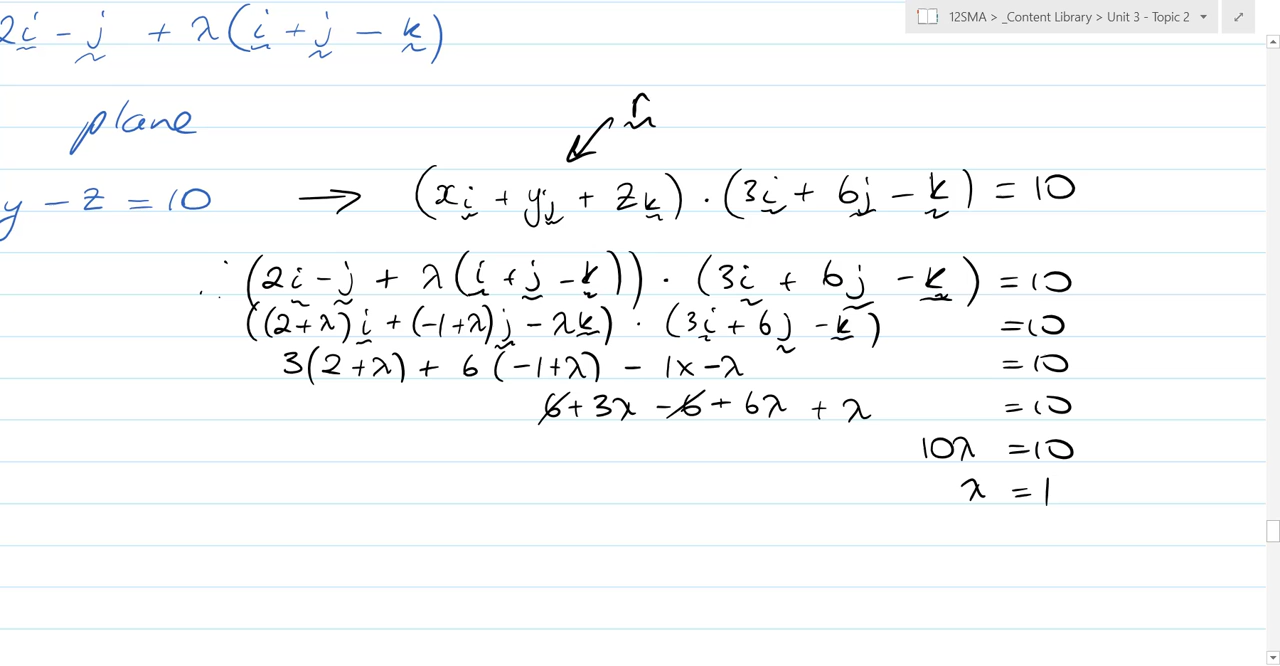 12SMA > _Content Library > Unit 3 - Topic 2
2i - j + λ(i + j - k)
plane
r
y - z = 10 → (xi + yj + zk) · (3i + 6j - k) = 10
∴ (2i - j + λ(i + j - k)) · (3i + 6j - k) = 10
((2+λ)i + (-1+λ)j - λk) · (3i + 6j - k) = 10
3(2+λ) + 6(-1+λ) - 1x-λ = 10
6 + 3λ - 6 + 6λ + λ = 10
10λ = 10
λ = 1